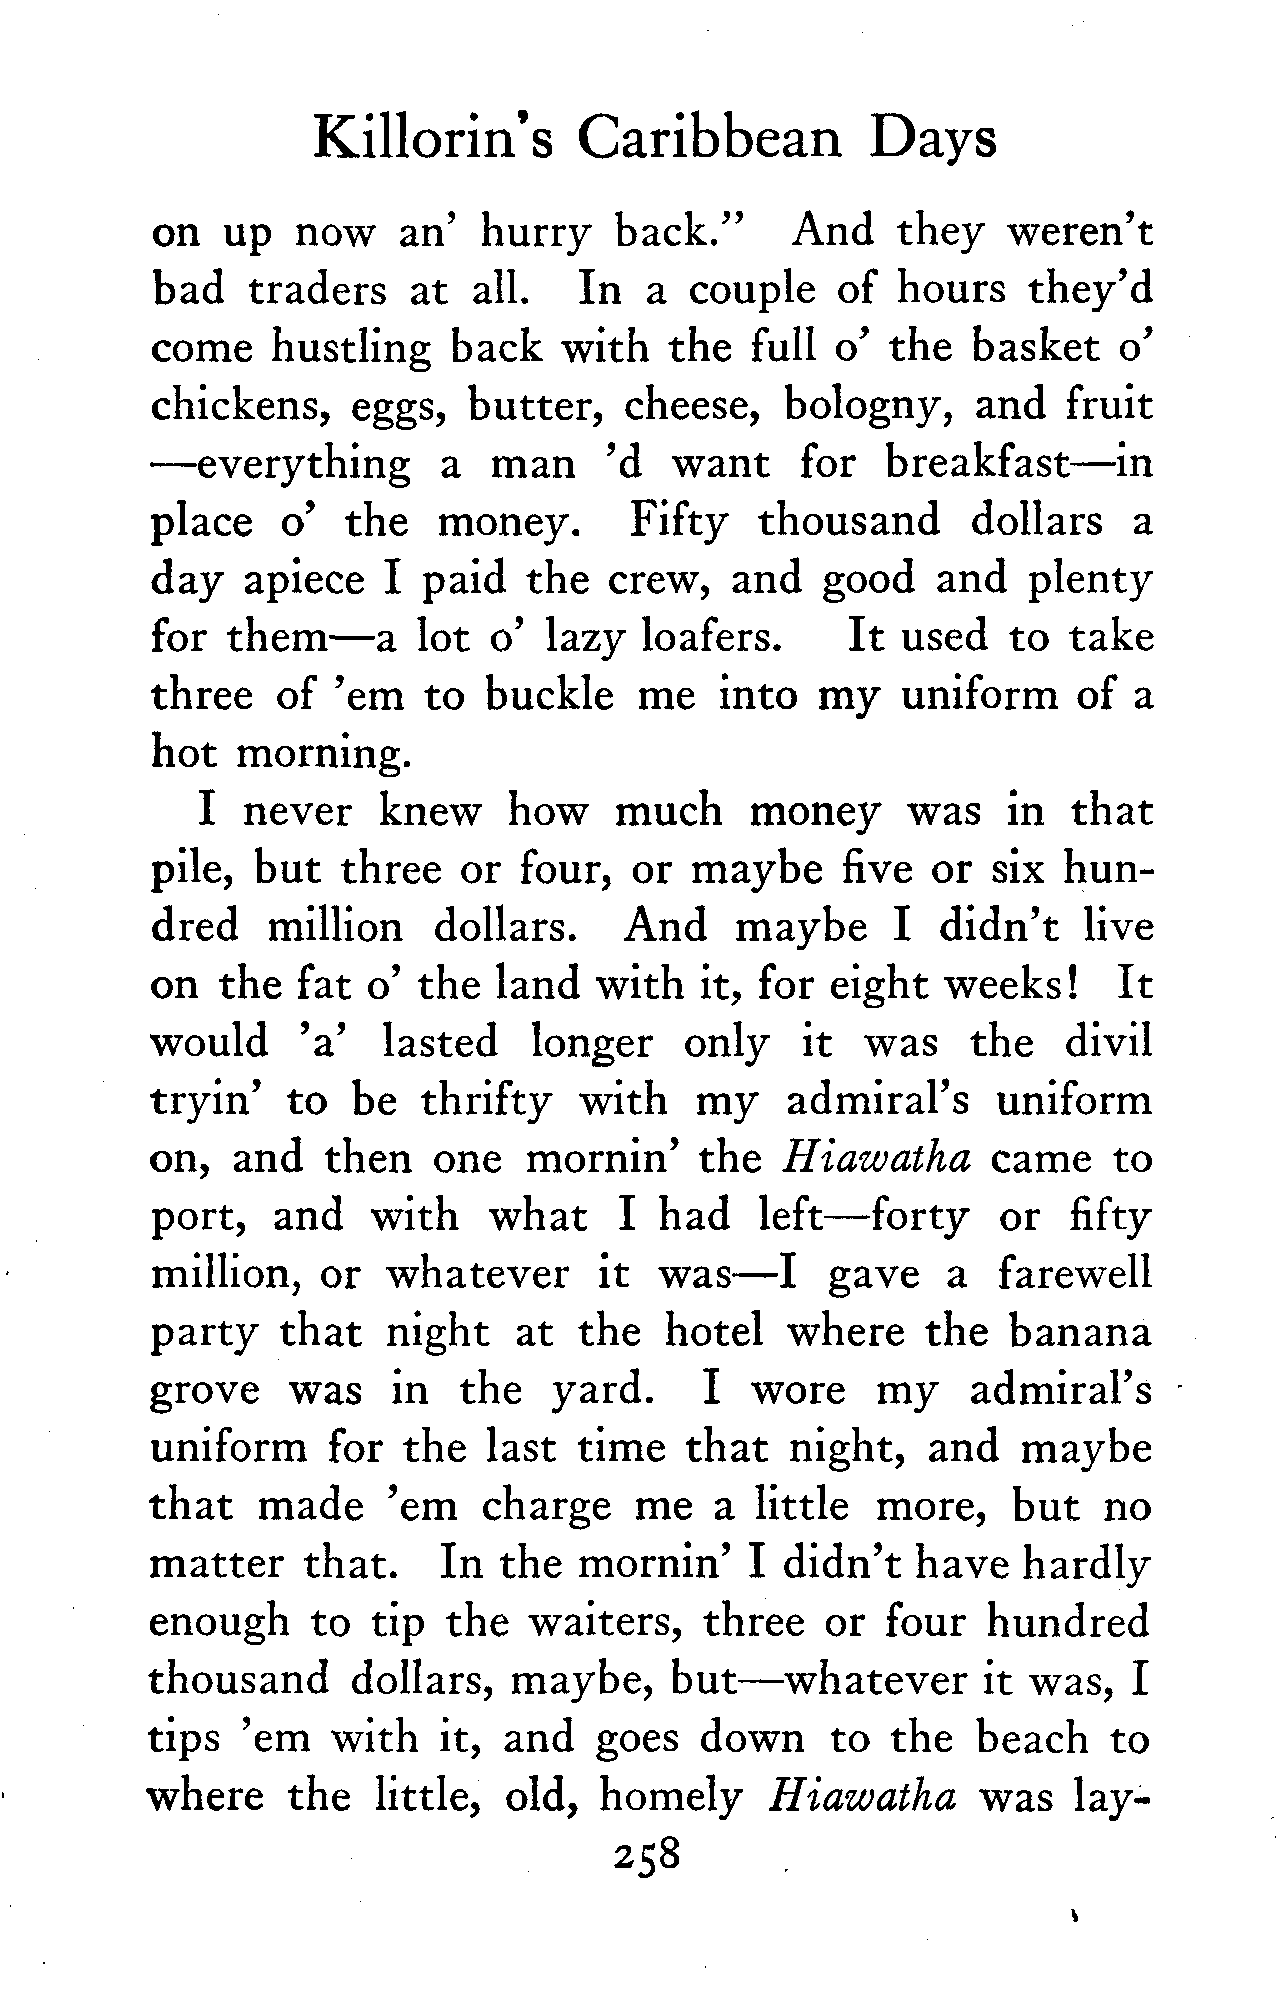 Killorin's Caribbean Days
on up now an' hurry back." And they weren't
bad traders at all. In a couple of hours they'd
come hustling back with the full o' the basket o'
chickens, eggs, butter, cheese, bologny, and fruit
—everything a man 'd want for breakfast—in
place o' the money. Fifty thousand dollars a
day apiece I paid the crew, and good and plenty
for them—a lot o' lazy loafers. It used to take
three of 'em to buckle me into my uniform of a
hot morning.
I never knew how much money was in that
pile, but three or four, or maybe five or six hun-
dred million dollars. And maybe I didn't live
on the fat o' the land with it, for eight weeks! It
would 'a' lasted longer only it was the divil
tryin' to be thrifty with my admiral's uniform
on, and then one mornin' the Hiawatha came to
port, and with what I had left—forty or fifty
million, or whatever it was—I gave a farewell
party that night at the hotel where the banana
grove was in the yard. I wore my admiral's
uniform for the last time that night, and maybe
that made 'em charge me a little more, but no
matter that. In the mornin' I didn't have hardly
enough to tip the waiters, three or four hundred
thousand dollars, maybe, but—whatever it was, I
tips 'em with it, and goes down to the beach to
where the little, old, homely Hiawatha was lay-
258